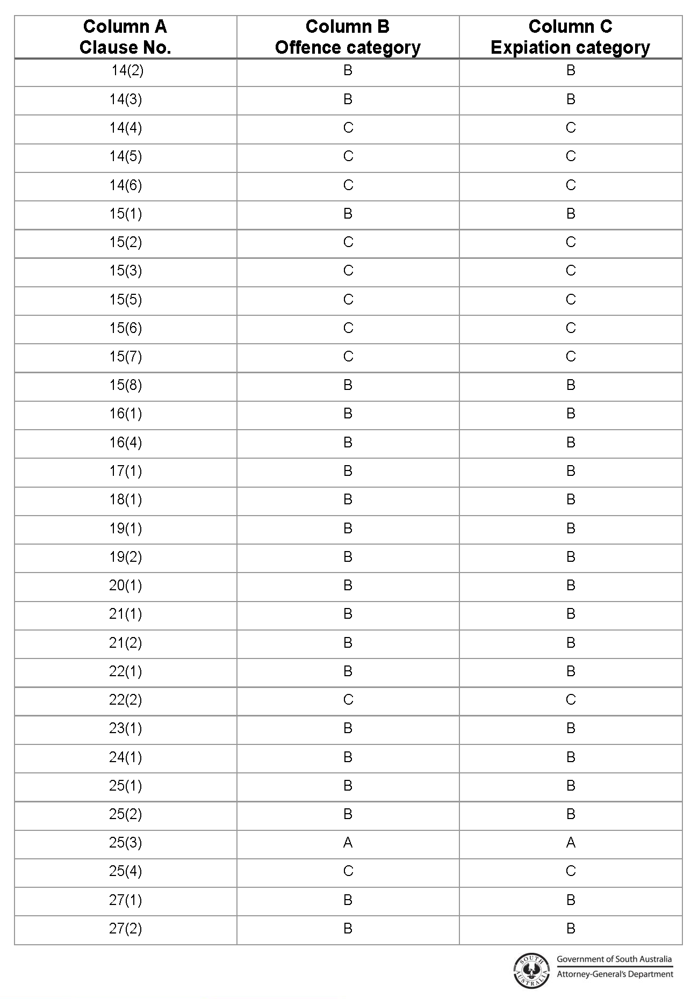 Column A Column B Column C
Clause No. Offence category Expiation category
14(2) B B
14(3) B B
14(4) C C
14(5) C C
14(6) C C
15(1) B B
15(2) C C
15(3) C C
15(5) C C
15(6) C C
15(7) C C
15(8) B B
16(1) B B
16(4) B B
17(1) B B
18(1) B B
19(1) B B
19(2) B B
20(1) B B
21(1) B B
21(2) B B
22(1) B B
22(2) C C
23(1) B B
24(1) B B
25(1) B B
25(2) B B
25(3) A A
25(4) C C
27(1) B B
27(2) B B
SOUTH
AUSTRALIA
Government of South Australia
Attorney-General's Department